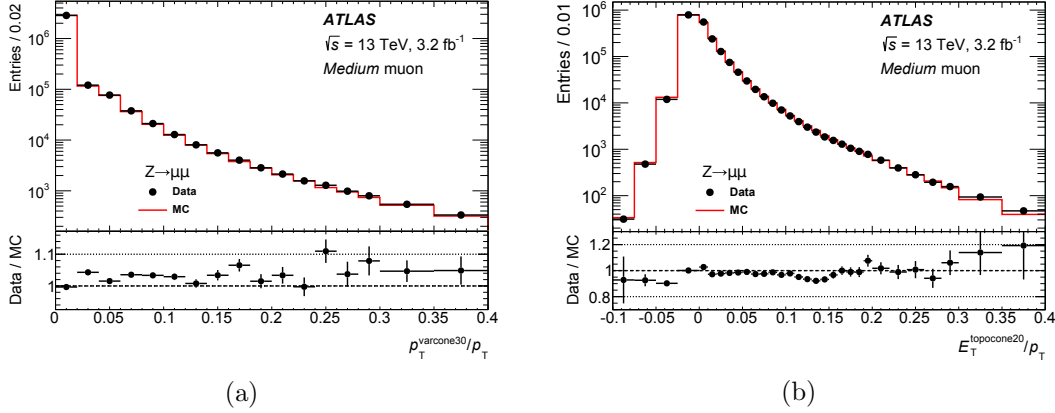 Entries / 0.02
10⁶
10⁵
10⁴
10³
ATLAS
√s = 13 TeV, 3.2 fb⁻¹
Medium muon
Z→μμ
Data
MC
Data / MC
1.1
1
0 0.05 0.1 0.15 0.2 0.25 0.3 0.35 0.4
p_T^varcone30/p_T
(a)
Entries / 0.01
10⁶
10⁵
10⁴
10³
10²
ATLAS
√s = 13 TeV, 3.2 fb⁻¹
Medium muon
Z→μμ
Data
MC
Data / MC
1.2
1
0.8
-0.1 -0.05 0 0.05 0.1 0.15 0.2 0.25 0.3 0.35 0.4
E_T^topocone20/p_T
(b)